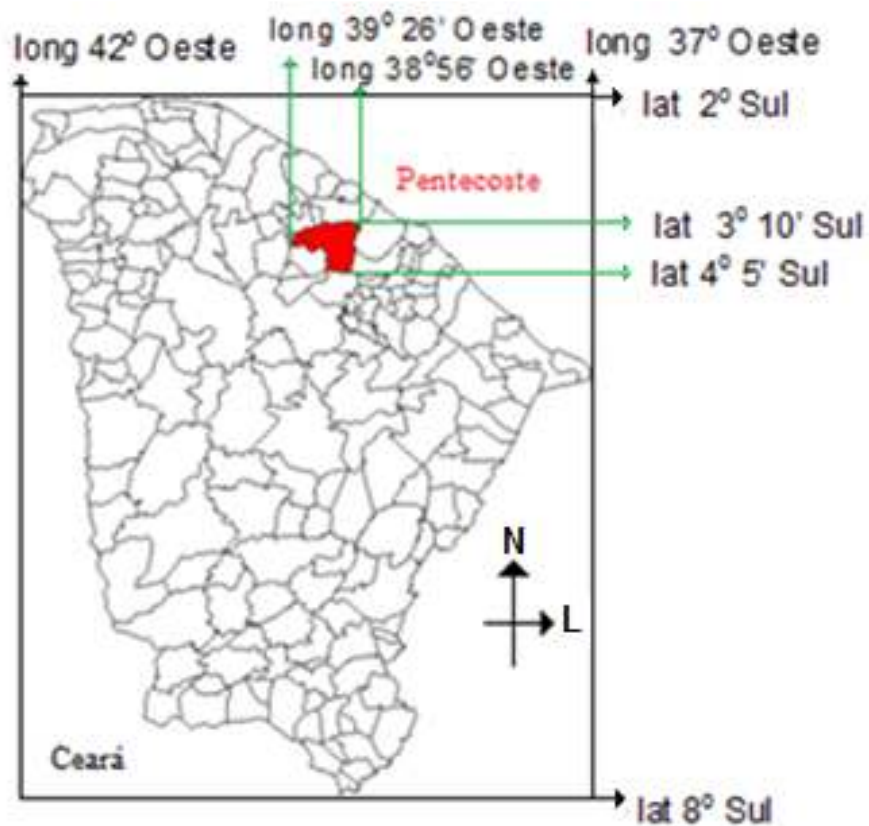 long 42º Oeste
long 39º 26' Oeste
long 38º56' Oeste
long 37º Oeste
lat 2º Sul
Pentecoste
lat 3º 10' Sul
lat 4º 5' Sul
N
L
Ceará
lat 8º Sul